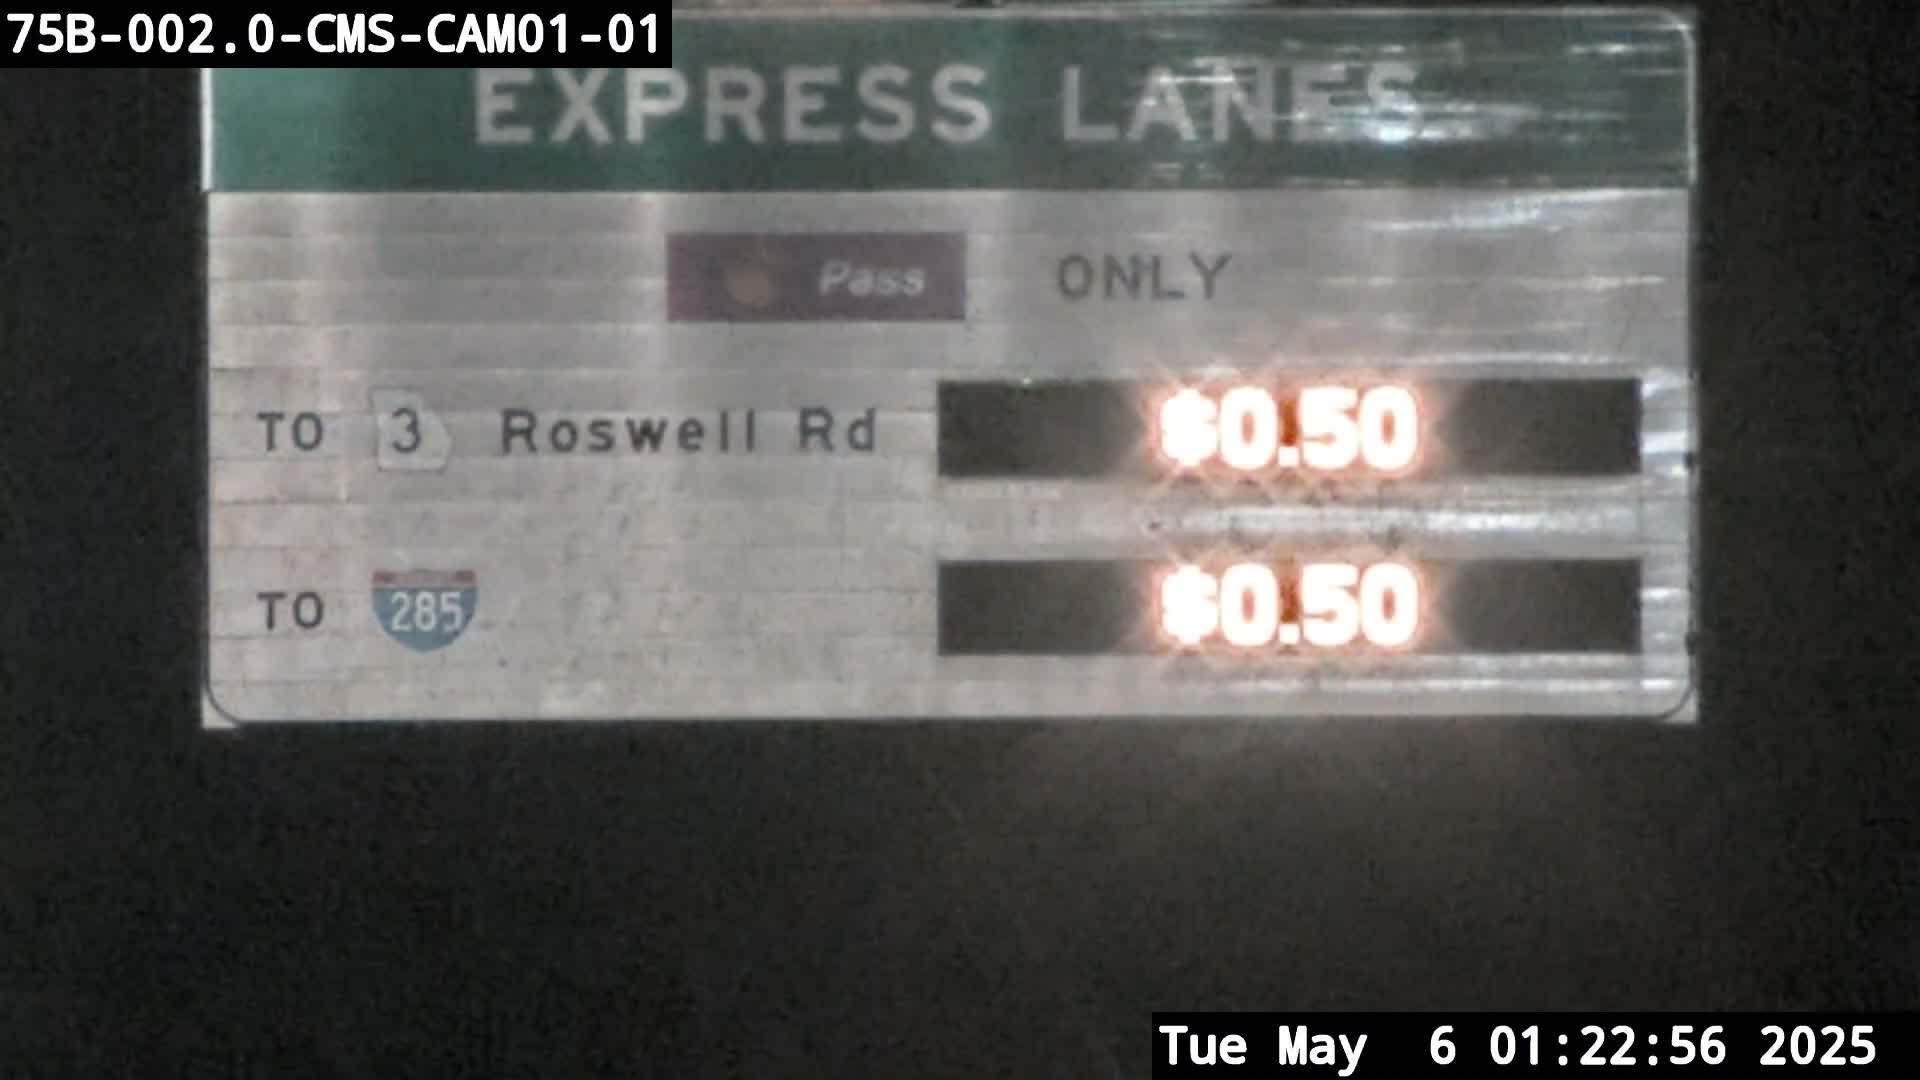 75B-002.0-CMS-CAM01-01
EXPRESS LANES
Pass ONLY
TO 3 Roswell Rd $0.50
TO 285 $0.50
Tue May 6 01:22:56 2025